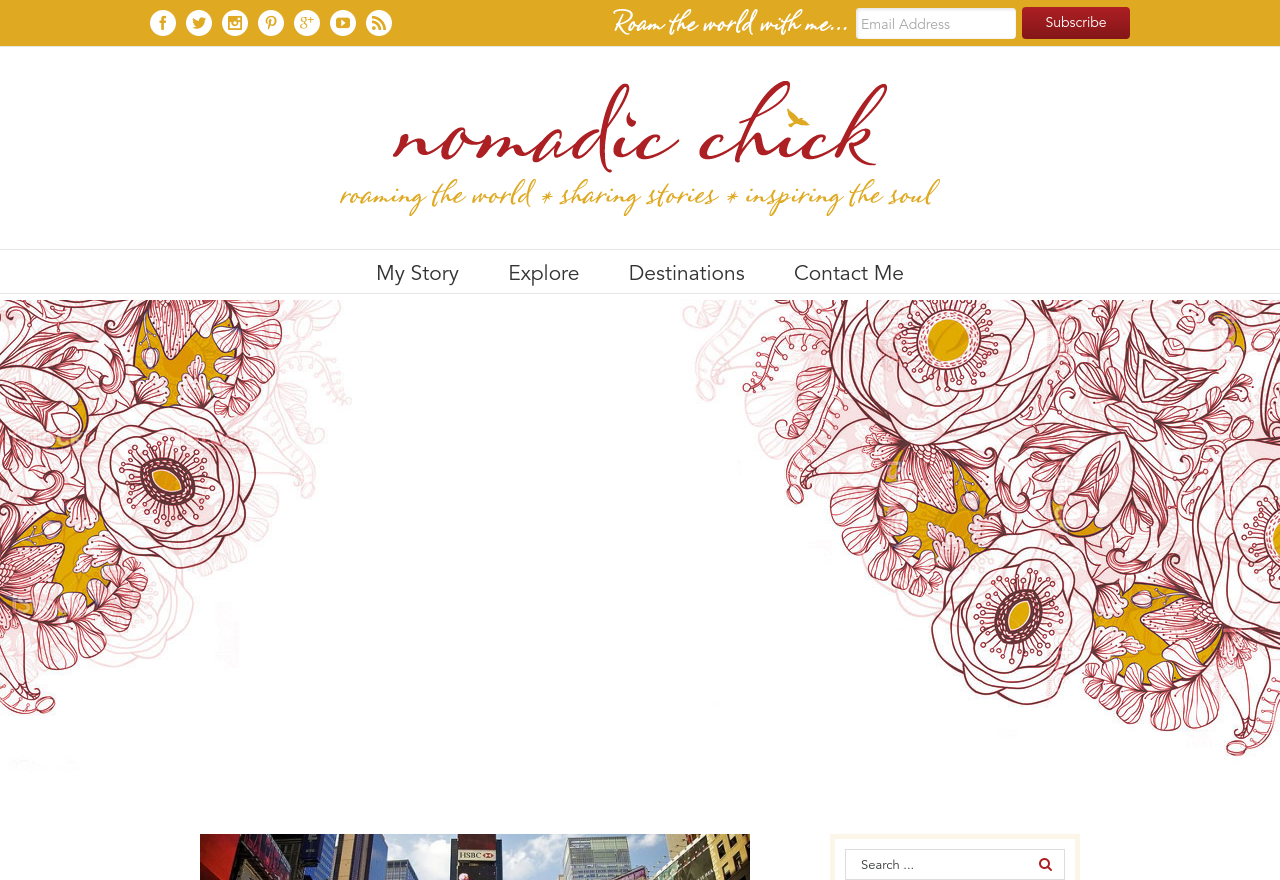 Roam the world with me...
Email Address
Subscribe
nomadic chick
roaming the world * sharing stories * inspiring the soul
My Story
Explore
Destinations
Contact Me
HSBC
Search ...